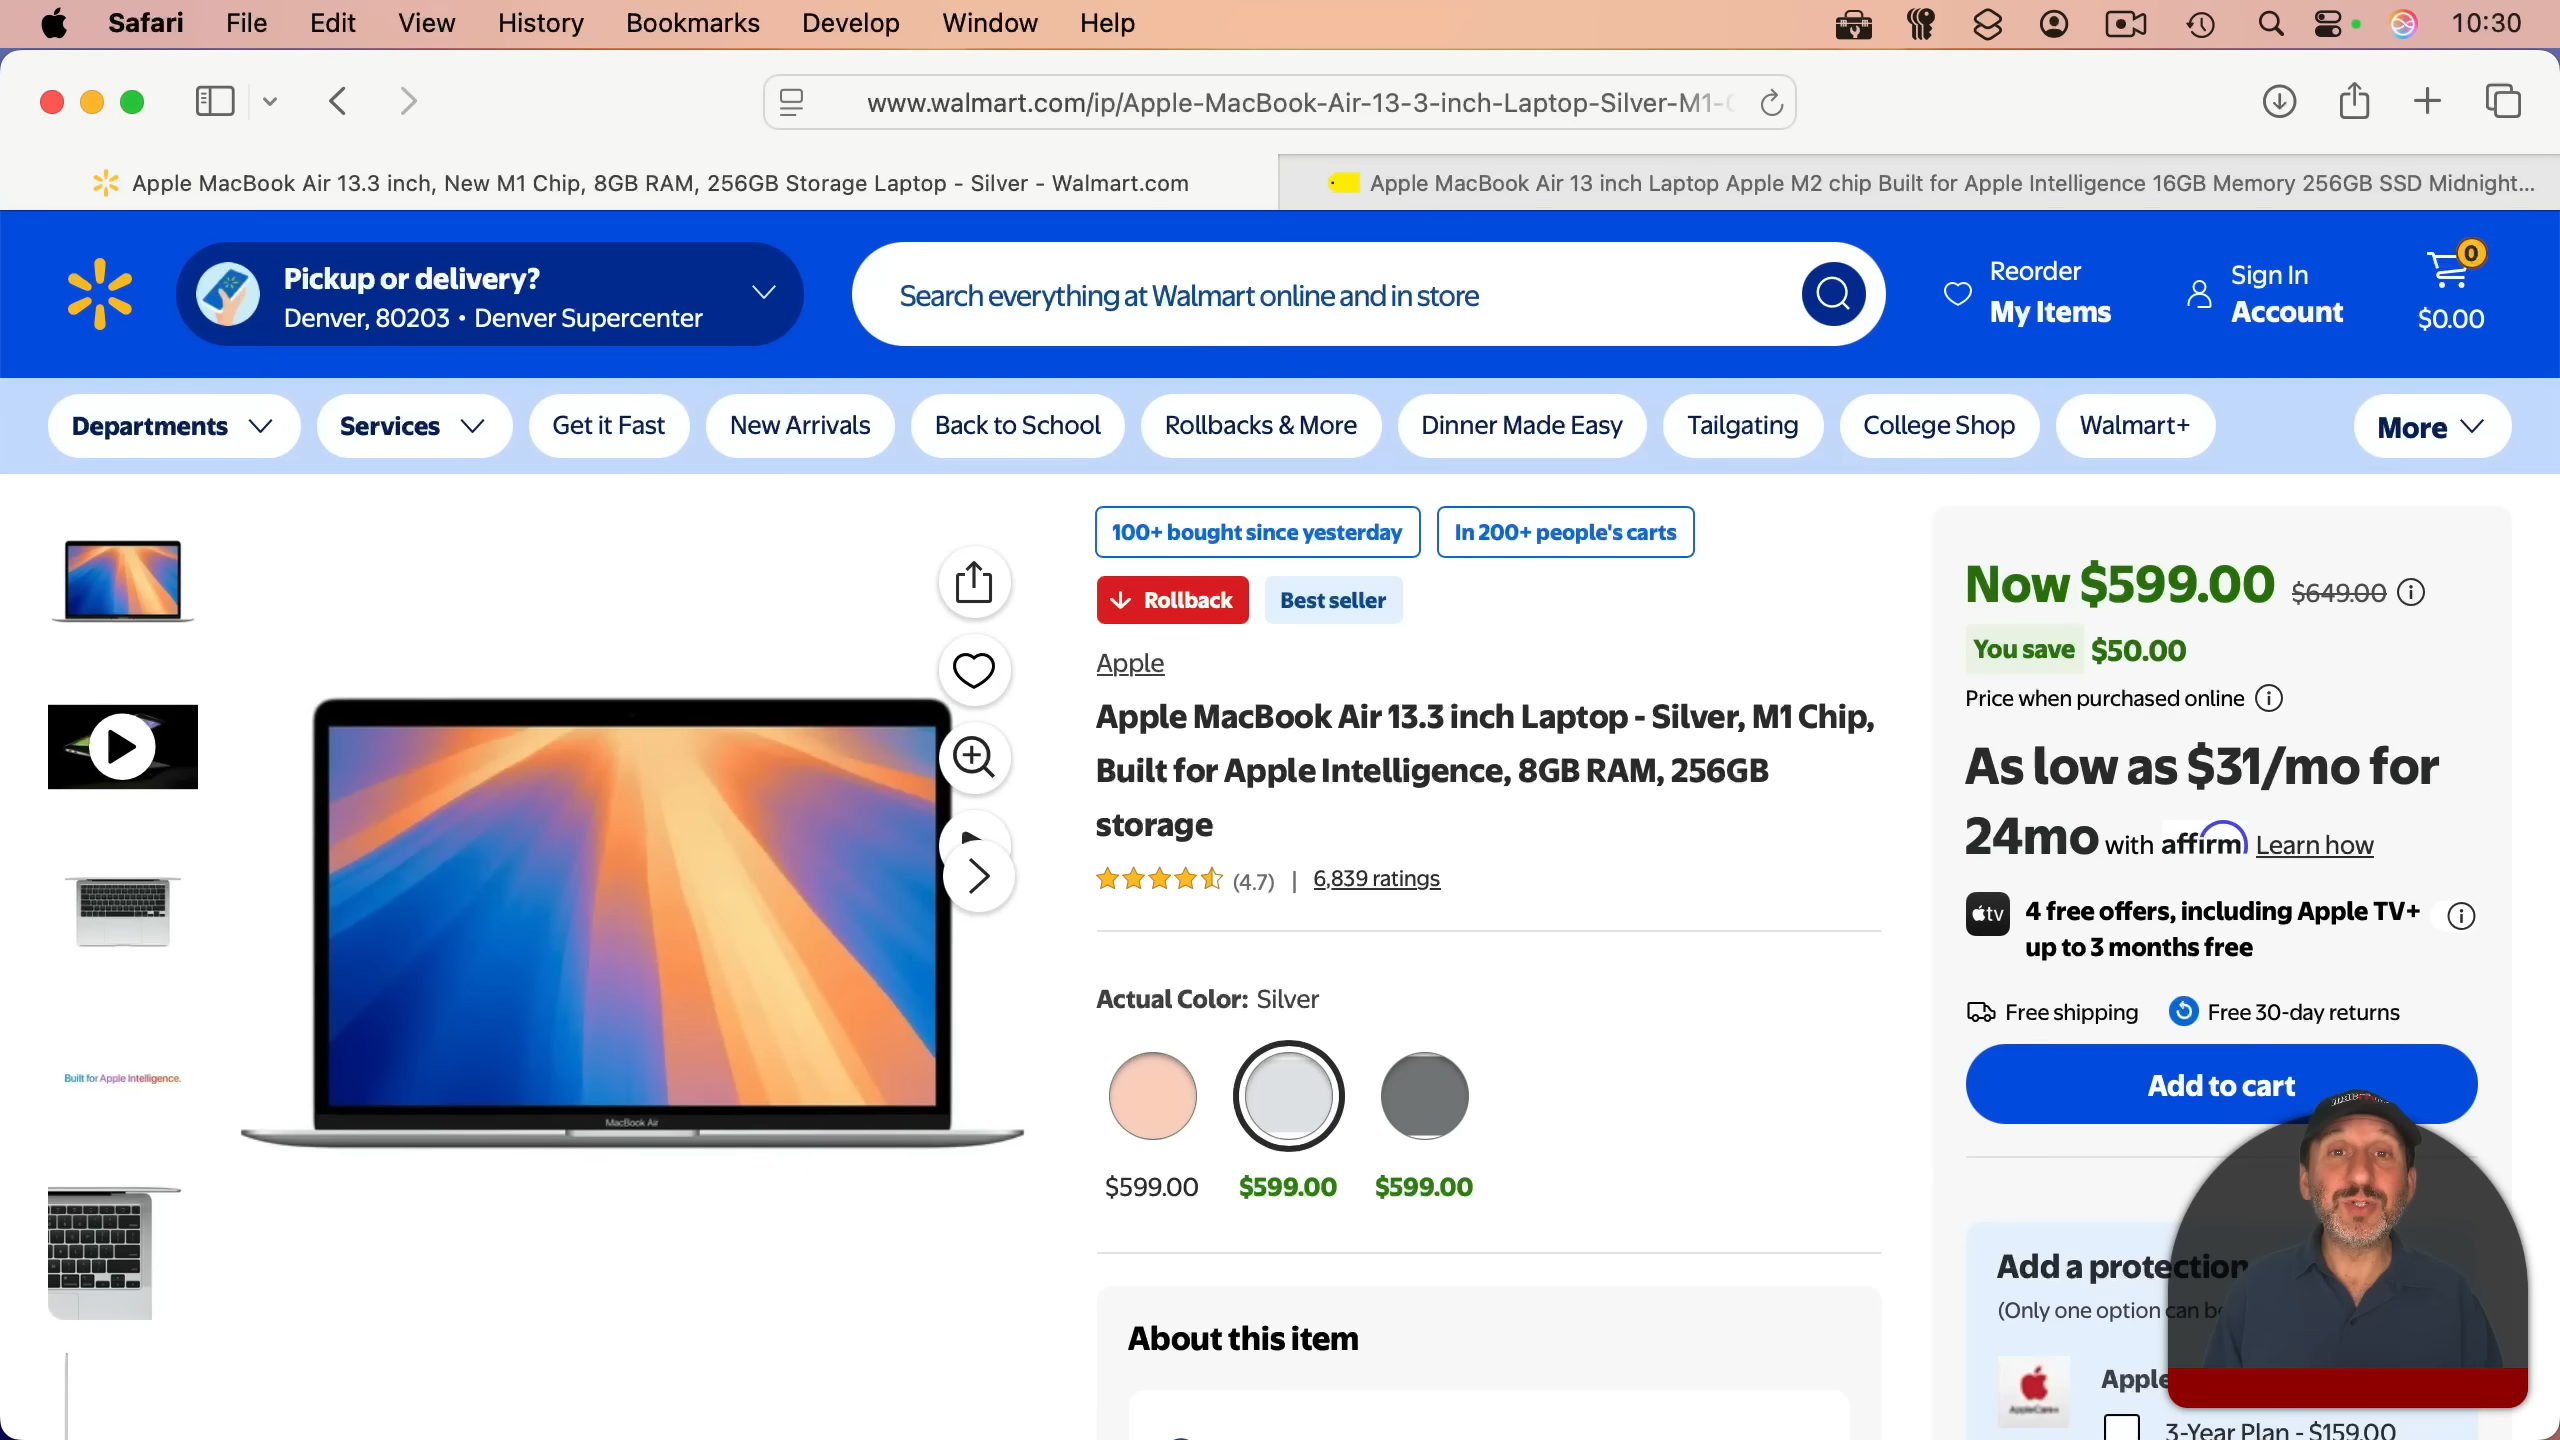 Safari File Edit View History Bookmarks Develop Window Help 10:30
www.walmart.com/ip/Apple-MacBook-Air-13-3-inch-Laptop-Silver-M1-
Apple MacBook Air 13.3 inch, New M1 Chip, 8GB RAM, 256GB Storage Laptop - Silver - Walmart.com
Apple MacBook Air 13 inch Laptop Apple M2 chip Built for Apple Intelligence 16GB Memory 256GB SSD Midnight...
Pickup or delivery?
Denver, 80203 • Denver Supercenter
Search everything at Walmart online and in store
Reorder
My Items
Sign In
Account
0
$0.00
Departments Services Get it Fast New Arrivals Back to School Rollbacks & More Dinner Made Easy Tailgating College Shop Walmart+ More
100+ bought since yesterday In 200+ people's carts
Rollback Best seller
Apple
Apple MacBook Air 13.3 inch Laptop - Silver, M1 Chip,
Built for Apple Intelligence, 8GB RAM, 256GB
storage
(4.7) | 6,839 ratings
Actual Color: Silver
$599.00 $599.00 $599.00
About this item
Built for Apple Intelligence.
MacBook Air
Now $599.00 $649.00
You save $50.00
Price when purchased online
As low as $31/mo for
24mo with affirm Learn how
tv
4 free offers, including Apple TV+
up to 3 months free
Free shipping Free 30-day returns
Add to cart
Add a protection
(Only one option can be
Apple
AppleCare+
3-Year Plan - $159.00